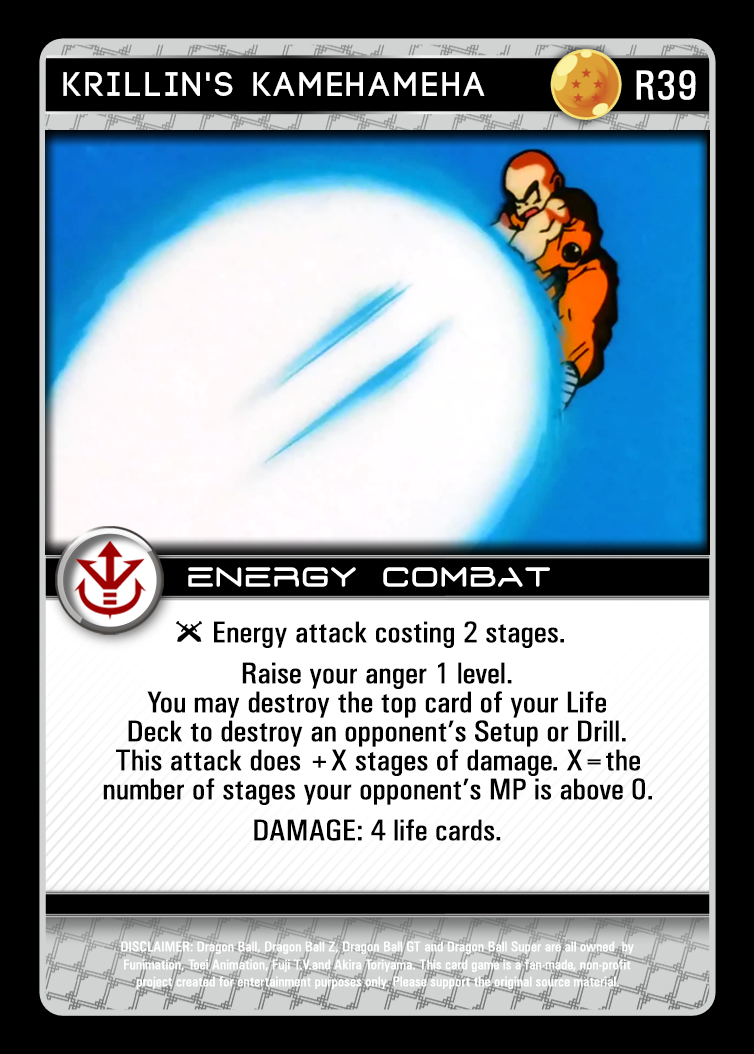 KRILLIN'S KAMEHAMEHA
R39
ENERGY COMBAT
Energy attack costing 2 stages.
Raise your anger 1 level.
You may destroy the top card of your Life
Deck to destroy an opponent's Setup or Drill.
This attack does +X stages of damage. X=the
number of stages your opponent's MP is above 0.
DAMAGE: 4 life cards.
DISCLAIMER: Dragon Ball, Dragon Ball Z, Dragon Ball GT and Dragon Ball Super are all owned by
Funimation, Toei Animation, Fuji T.V.and Akira Toriyama. This card game is a fan-made, non-profit
project created for entertainment purposes only. Please support the original source material.